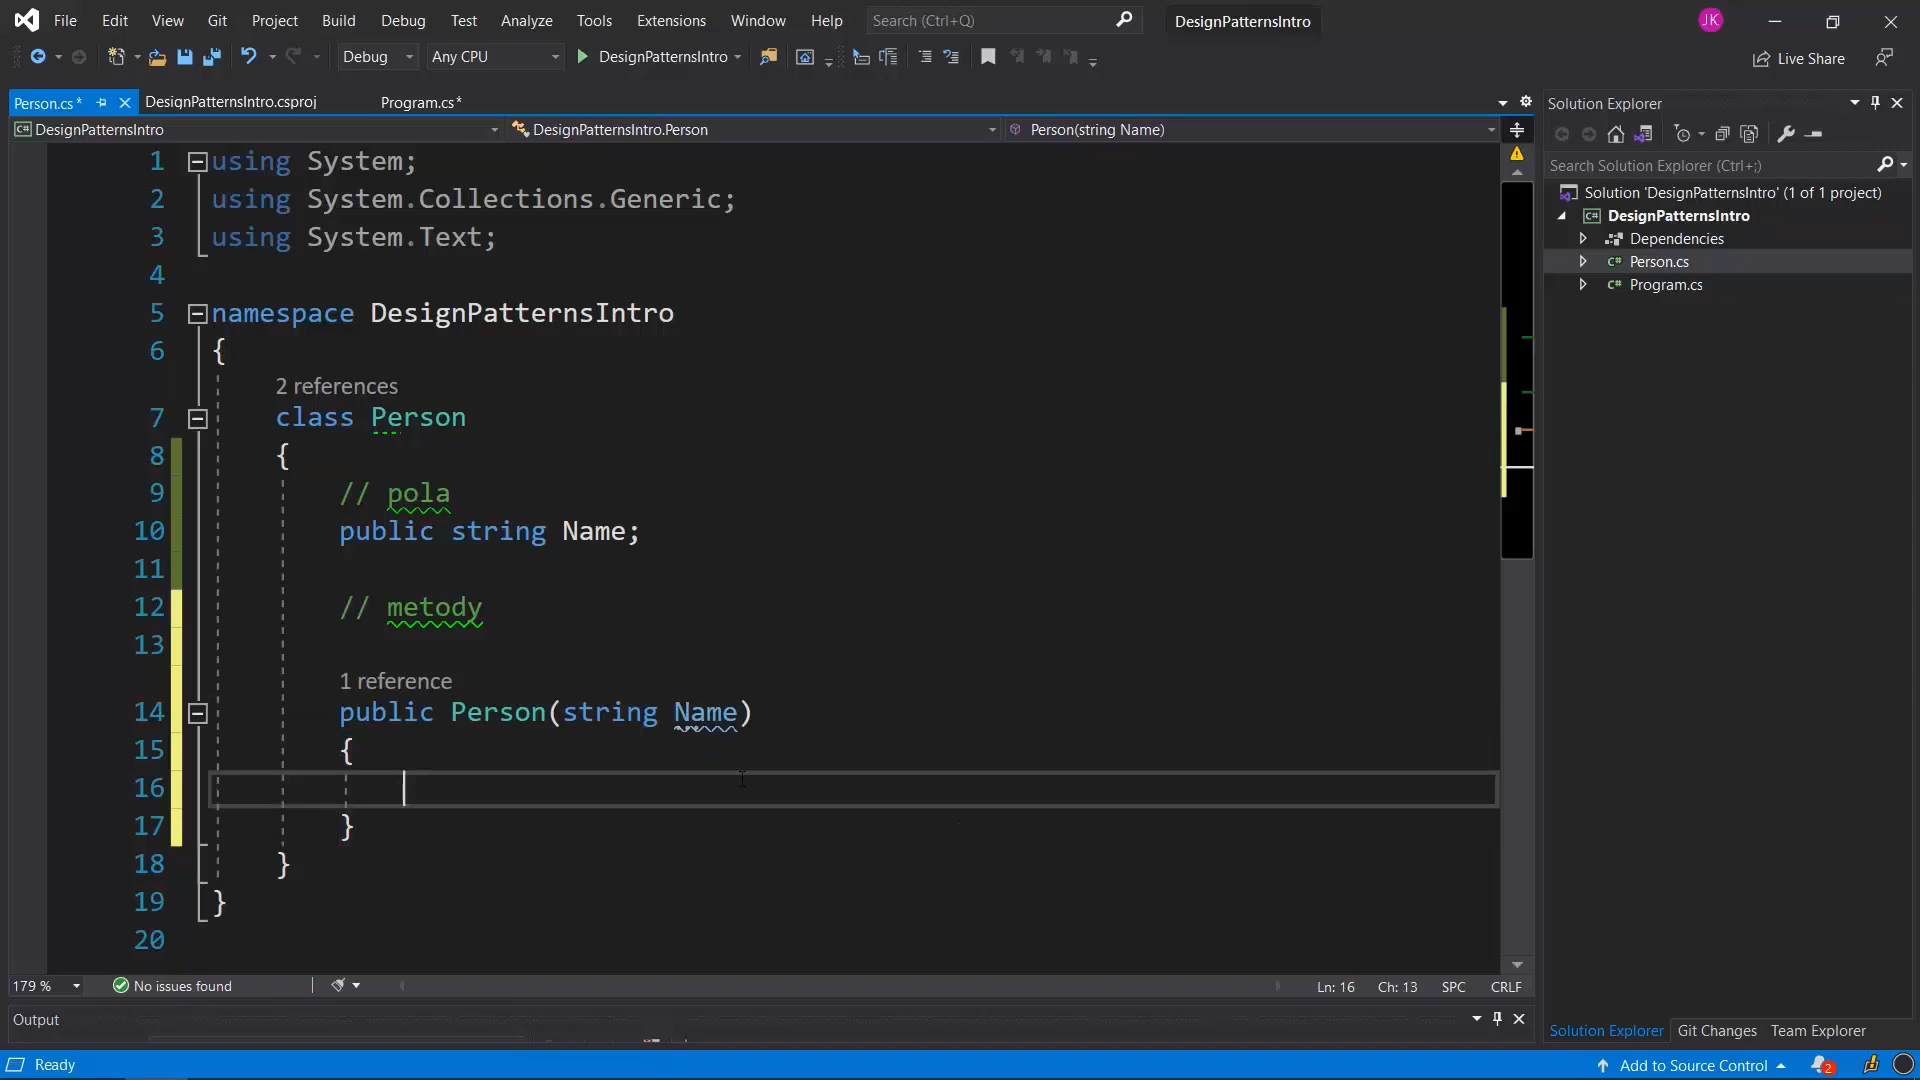 File Edit View Git Project Build Debug Test Analyze Tools Extensions Window Help Search (Ctrl+Q) DesignPatternsIntro JK
Debug Any CPU DesignPatternsIntro Live Share
Person.cs* DesignPatternsIntro.csproj Program.cs*
DesignPatternsIntro DesignPatternsIntro.Person Person(string Name)
1 using System;
2 using System.Collections.Generic;
3 using System.Text;
4
5 namespace DesignPatternsIntro
6 {
2 references
7 class Person
8 {
9 // pola
10 public string Name;
11
12 // metody
13
1 reference
14 public Person(string Name)
15 {
16
17 }
18 }
19 }
20
179 % No issues found Ln: 16 Ch: 13 SPC CRLF
Output
Solution Explorer
Search Solution Explorer (Ctrl+;)
Solution 'DesignPatternsIntro' (1 of 1 project)
C# DesignPatternsIntro
Dependencies
C# Person.cs
C# Program.cs
Solution Explorer Git Changes Team Explorer
Ready Add to Source Control 2